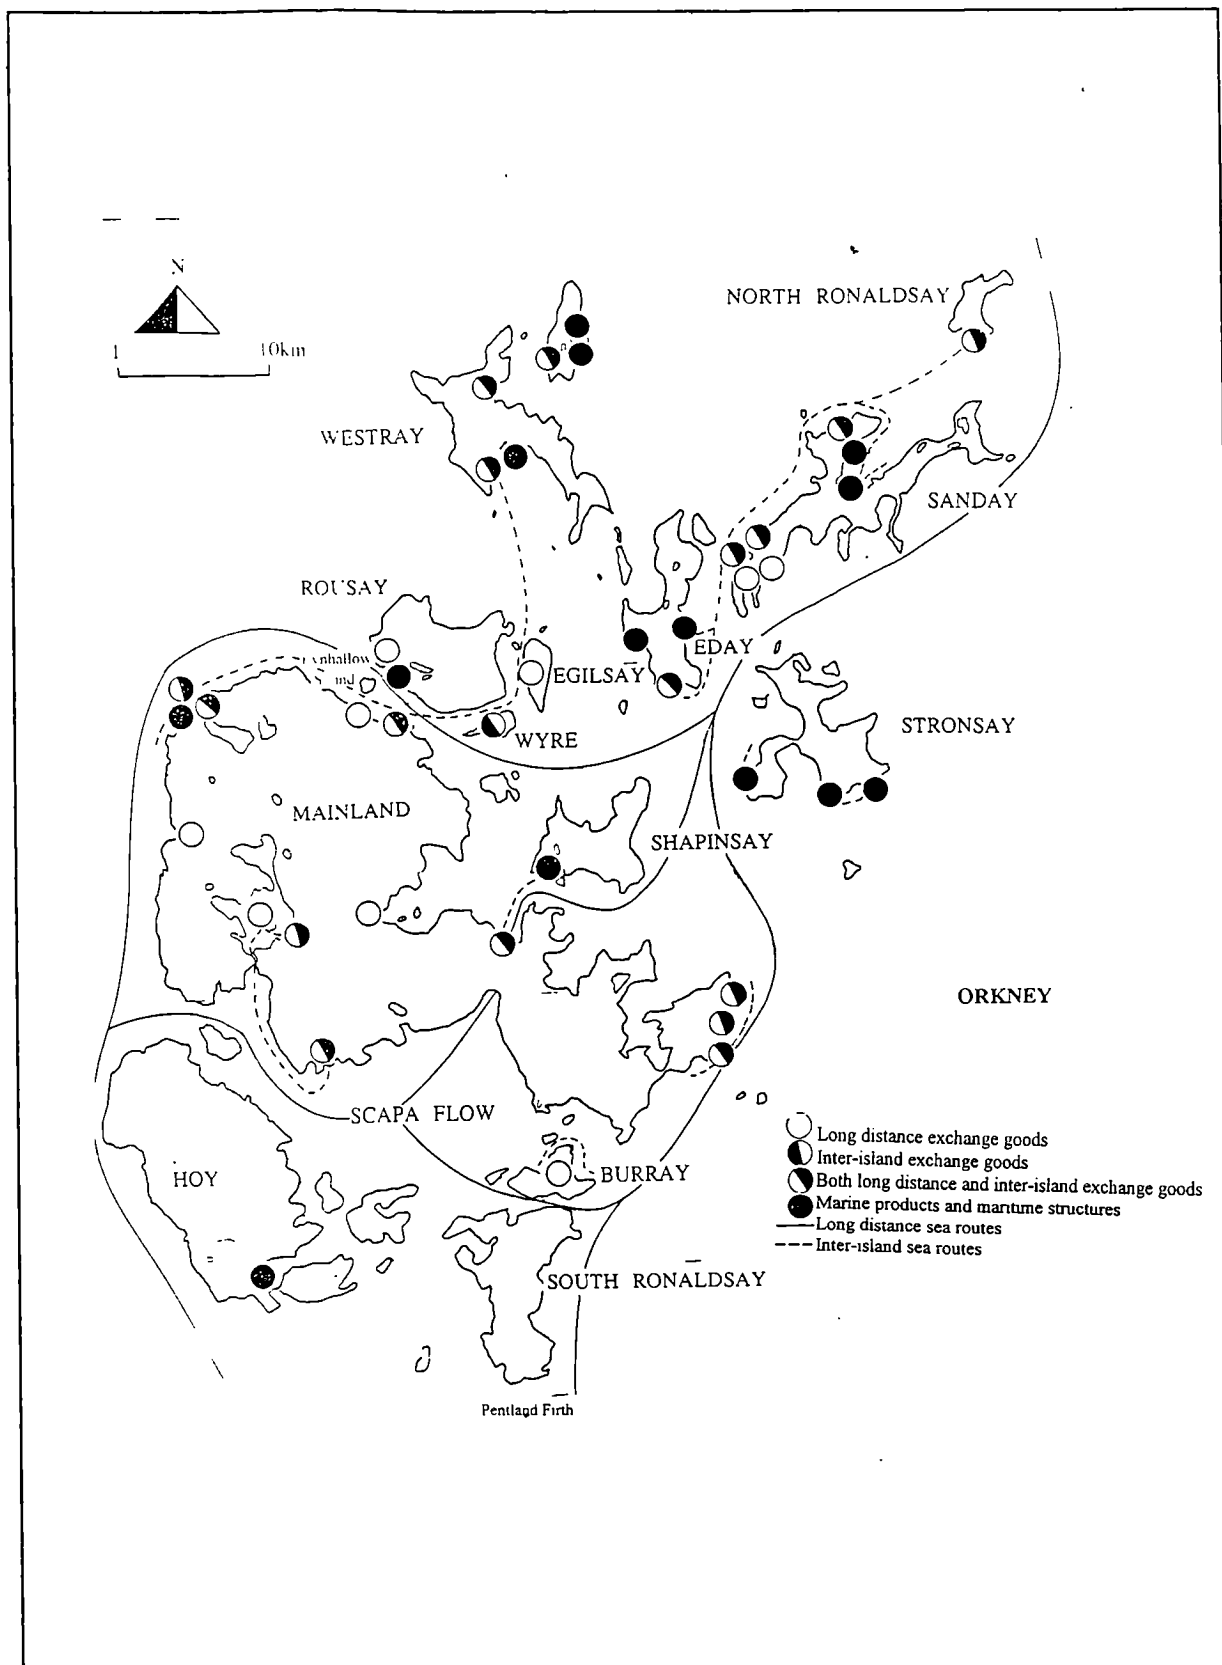 N
10km
NORTH RONALDSAY
WESTRAY
SANDAY
ROUSAY
EDAY
EGILSAY
STRONSAY
WYRE
MAINLAND
SHAPINSAY
ORKNEY
SCAPA FLOW
HOY
BURRAY
SOUTH RONALDSAY
Pentland Firth
Long distance exchange goods
Inter-island exchange goods
Both long distance and inter-island exchange goods
Marine products and maritime structures
Long distance sea routes
Inter-island sea routes